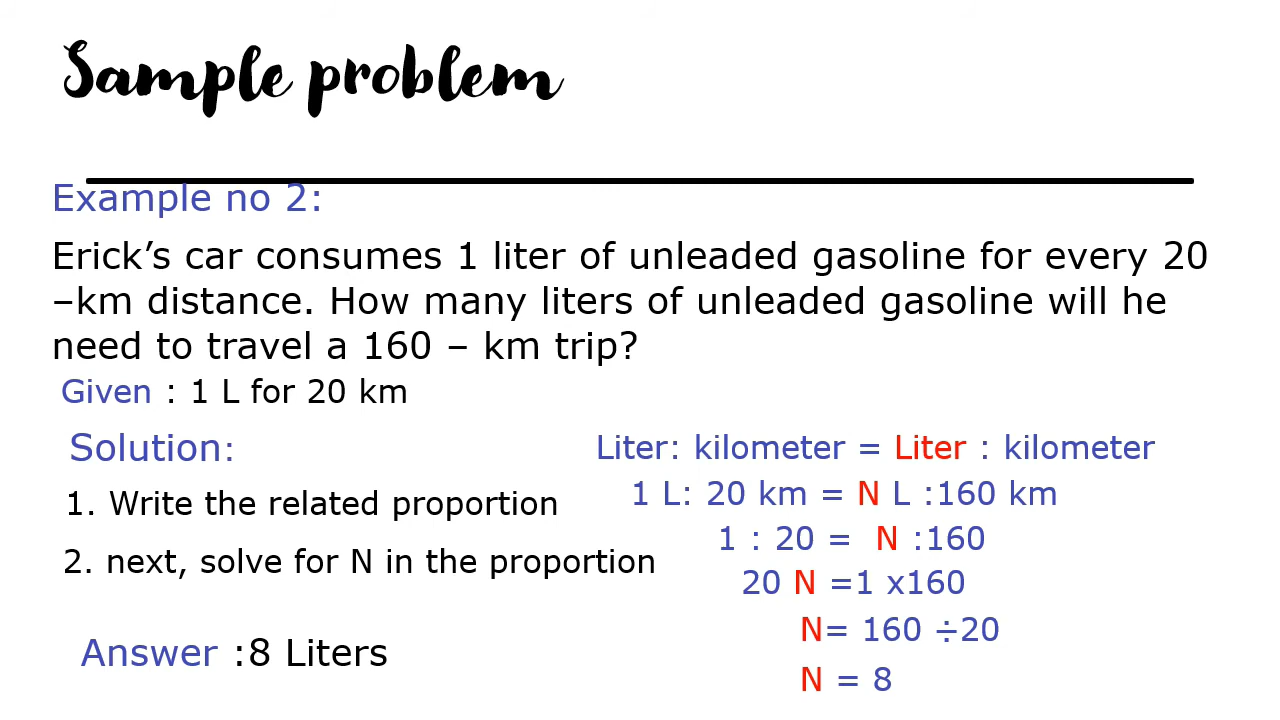 Sample problem
Example no 2:
Erick’s car consumes 1 liter of unleaded gasoline for every 20
–km distance. How many liters of unleaded gasoline will he
need to travel a 160 – km trip?
Given : 1 L for 20 km
Solution:
1. Write the related proportion
2. next, solve for N in the proportion
Answer :8 Liters
Liter: kilometer = Liter : kilometer
1 L: 20 km = N L :160 km
1 : 20 = N :160
20 N =1 x160
N= 160 ÷20
N = 8